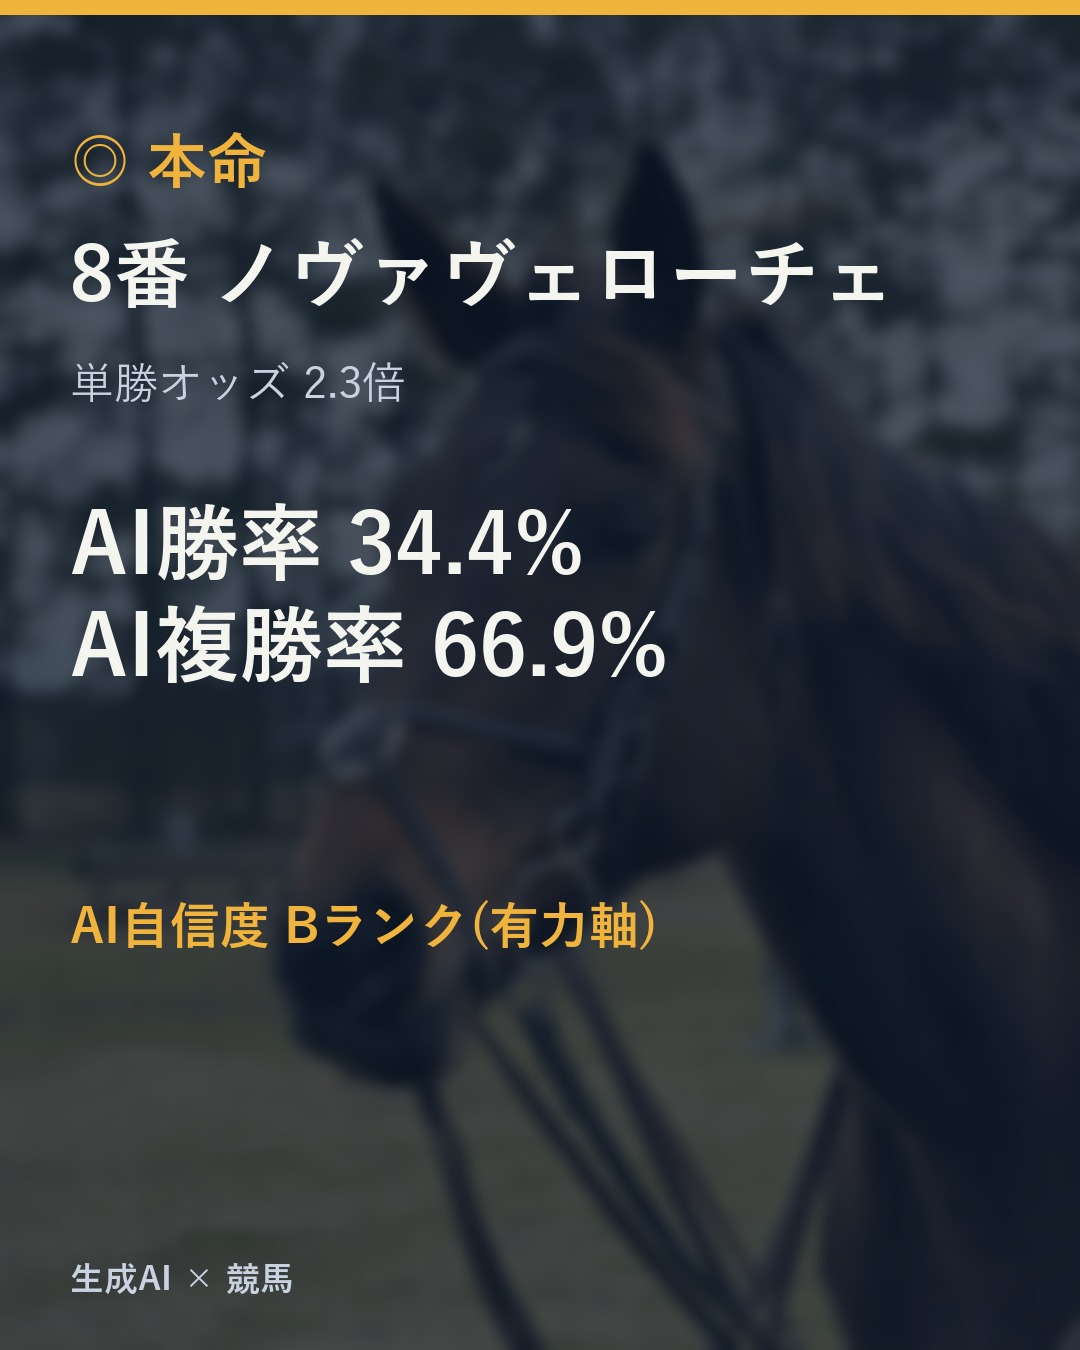 ◎ 本命
8番 ノヴァヴェローチェ
単勝オッズ 2.3倍
AI勝率 34.4%
AI複勝率 66.9%
AI自信度 Bランク(有力軸)
生成AI × 競馬